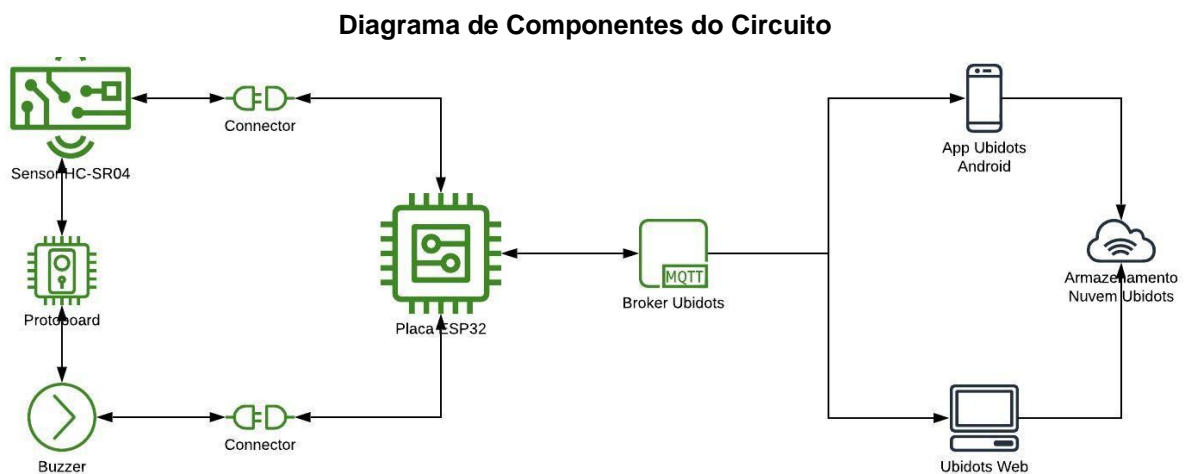 Diagrama de Componentes do Circuito
Sensor HC-SR04
Connector
App Ubidots
Android
Protoboard
Placa ESP32
MQTT
Broker Ubidots
Armazenamento
Nuvem Ubidots
Buzzer
Connector
Ubidots Web